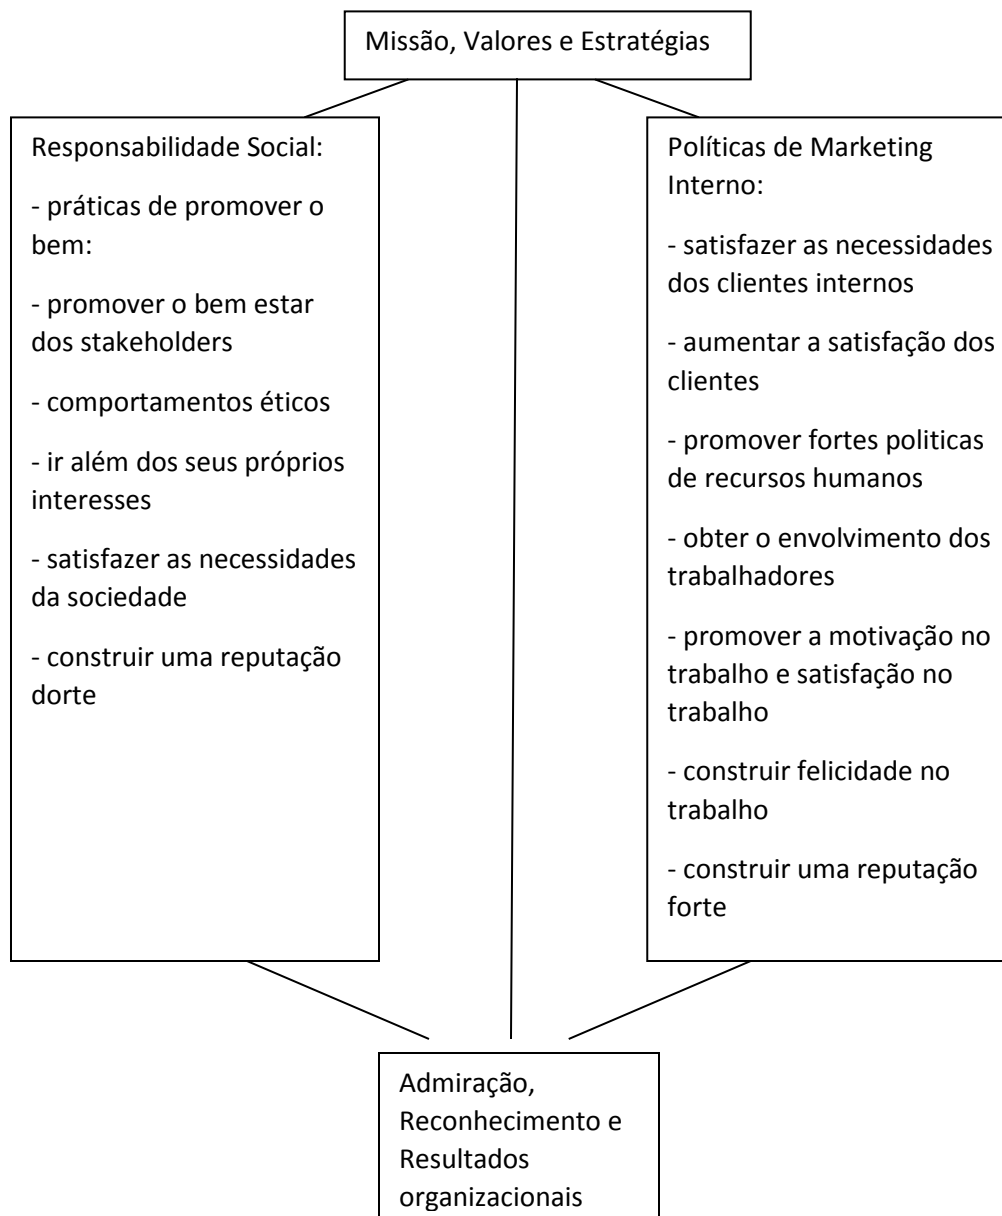 Missão, Valores e Estratégias
Responsabilidade Social:
- práticas de promover o
bem:
- promover o bem estar
dos stakeholders
- comportamentos éticos
- ir além dos seus próprios
interesses
- satisfazer as necessidades
da sociedade
- construir uma reputação
dorte
Políticas de Marketing
Interno:
- satisfazer as necessidades
dos clientes internos
- aumentar a satisfação dos
clientes
- promover fortes politicas
de recursos humanos
- obter o envolvimento dos
trabalhadores
- promover a motivação no
trabalho e satisfação no
trabalho
- construir felicidade no
trabalho
- construir uma reputação
forte
Admiração,
Reconhecimento e
Resultados
organizacionais